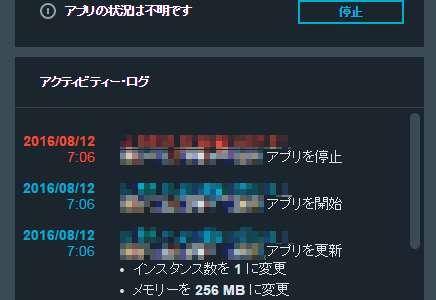 アプリの状況は不明です
停止
アクティビティー・ログ
2016/08/12
7:06
アプリを停止
2016/08/12
7:06
アプリを開始
2016/08/12
7:06
アプリを更新
• インスタンス数を 1 に変更
• メモリーを 256 MB に変更